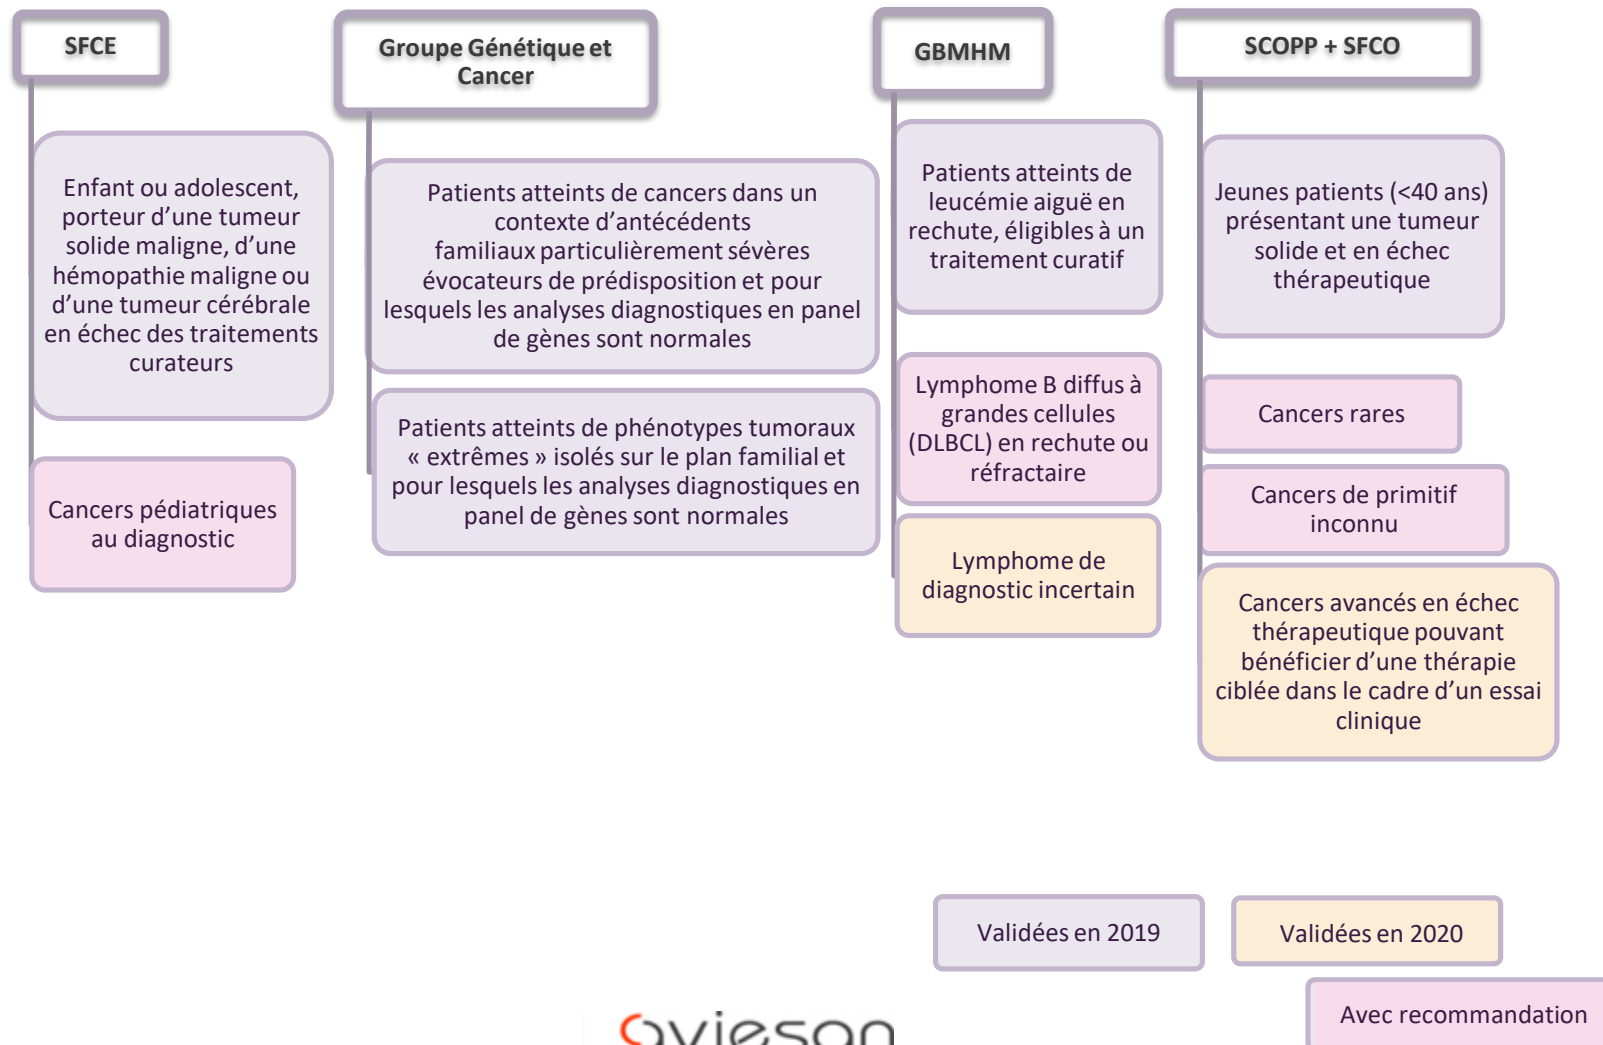 SFCE
Enfant ou adolescent,
porteur d’une tumeur
solide maligne, d’une
hémopathie maligne ou
d’une tumeur cérébrale
en échec des traitements
curateurs
Cancers pédiatriques
au diagnostic
Groupe Génétique et
Cancer
Patients atteints de cancers dans un
contexte d’antécédents
familiaux particulièrement sévères
évocateurs de prédisposition et pour
lesquels les analyses diagnostiques en panel
de gènes sont normales
Patients atteints de phénotypes tumoraux
« extrêmes » isolés sur le plan familial et
pour lesquels les analyses diagnostiques en
panel de gènes sont normales
GBMHM
Patients atteints de
leucémie aiguë en
rechute, éligibles à un
traitement curatif
Lymphome B diffus à
grandes cellules
(DLBCL) en rechute ou
réfractaire
Lymphome de
diagnostic incertain
SCOPP + SFCO
Jeunes patients (<40 ans)
présentant une tumeur
solide et en échec
thérapeutique
Cancers rares
Cancers de primitif
inconnu
Cancers avancés en échec
thérapeutique pouvant
bénéficier d’une thérapie
ciblée dans le cadre d’un essai
clinique
Validées en 2019
Validées en 2020
Avec recommandation
aviesan